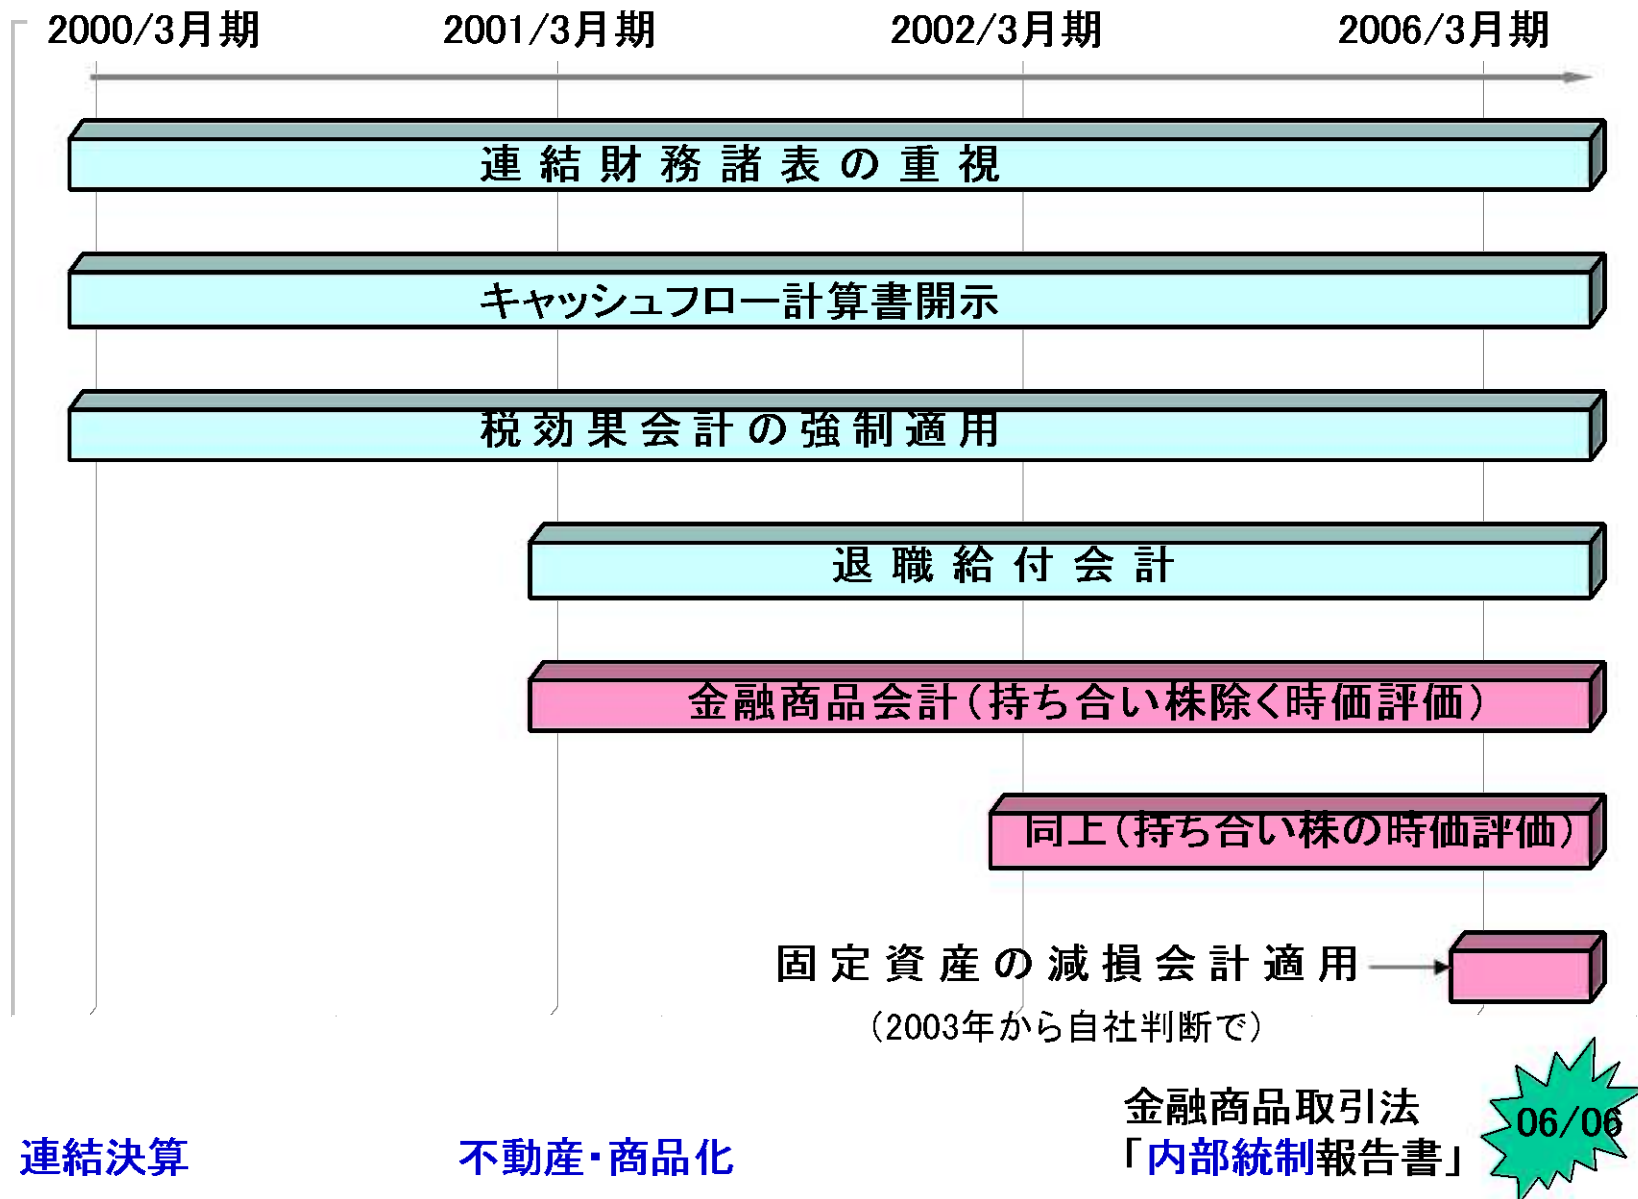 2000/3月期 2001/3月期 2002/3月期 2006/3月期
連結財務諸表の重視
キャッシュフロー計算書開示
税効果会計の強制適用
退職給付会計
金融商品会計(持ち合い株除く時価評価)
同上(持ち合い株の時価評価)
固定資産の減損会計適用
(2003年から自社判断で)
連結決算
不動産・商品化
金融商品取引法
「内部統制報告書」
06/06